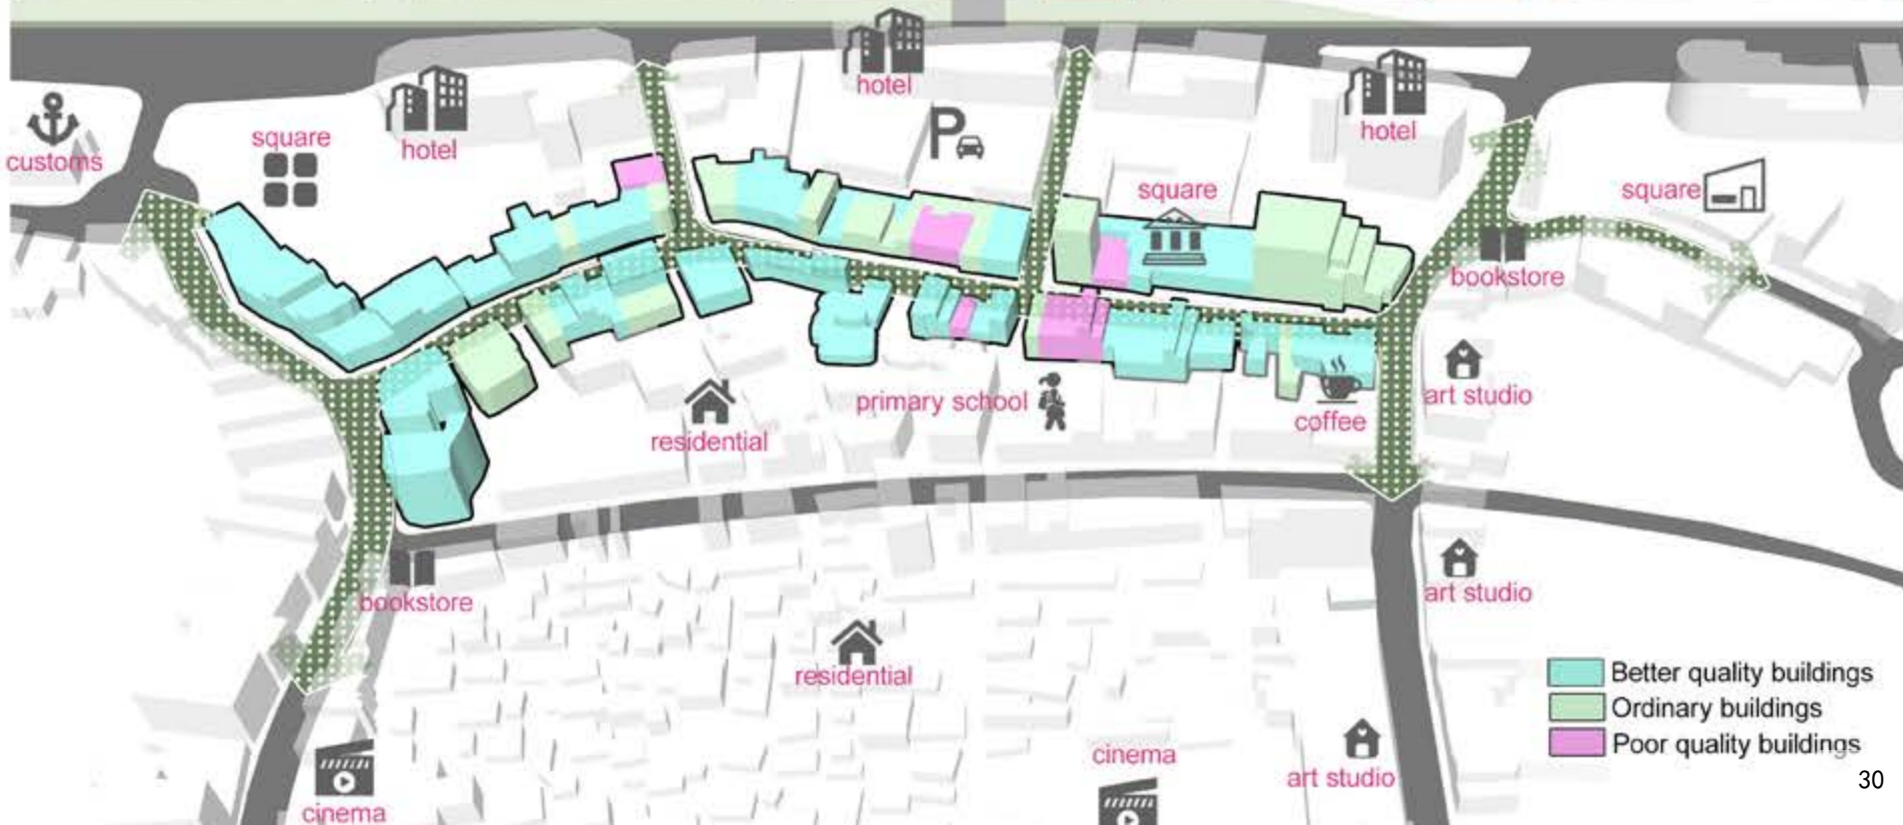 hotel
hotel
hotel
P
square
customs
square
square
bookstore
art studio
primary school
coffee
residential
bookstore
art studio
residential
Better quality buildings
Ordinary buildings
Poor quality buildings
cinema
art studio
cinema
30